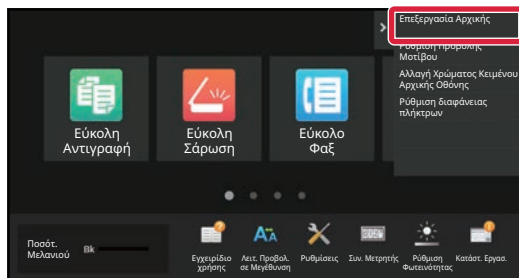 Επεξεργασία Αρχικής
Ρύθμιση Προβολής
Μοτίβου
Αλλαγή Χρώματος Κειμένου
Αρχικής Οθόνης
Ρύθμιση διαφάνειας
πλήκτρων
Εύκολη
Αντιγραφή
Εύκολη
Σάρωση
Εύκολο
Φαξ
Ποσότ.
Μελανιού
Bk
Εγχειρίδιο
χρήσης
Λειτ. Προβολ.
σε Μεγέθυνση
Ρυθμίσεις
Συν. Μετρητής
Ρύθμιση
Φωτεινότητας
Κατάστ. Εργασ.